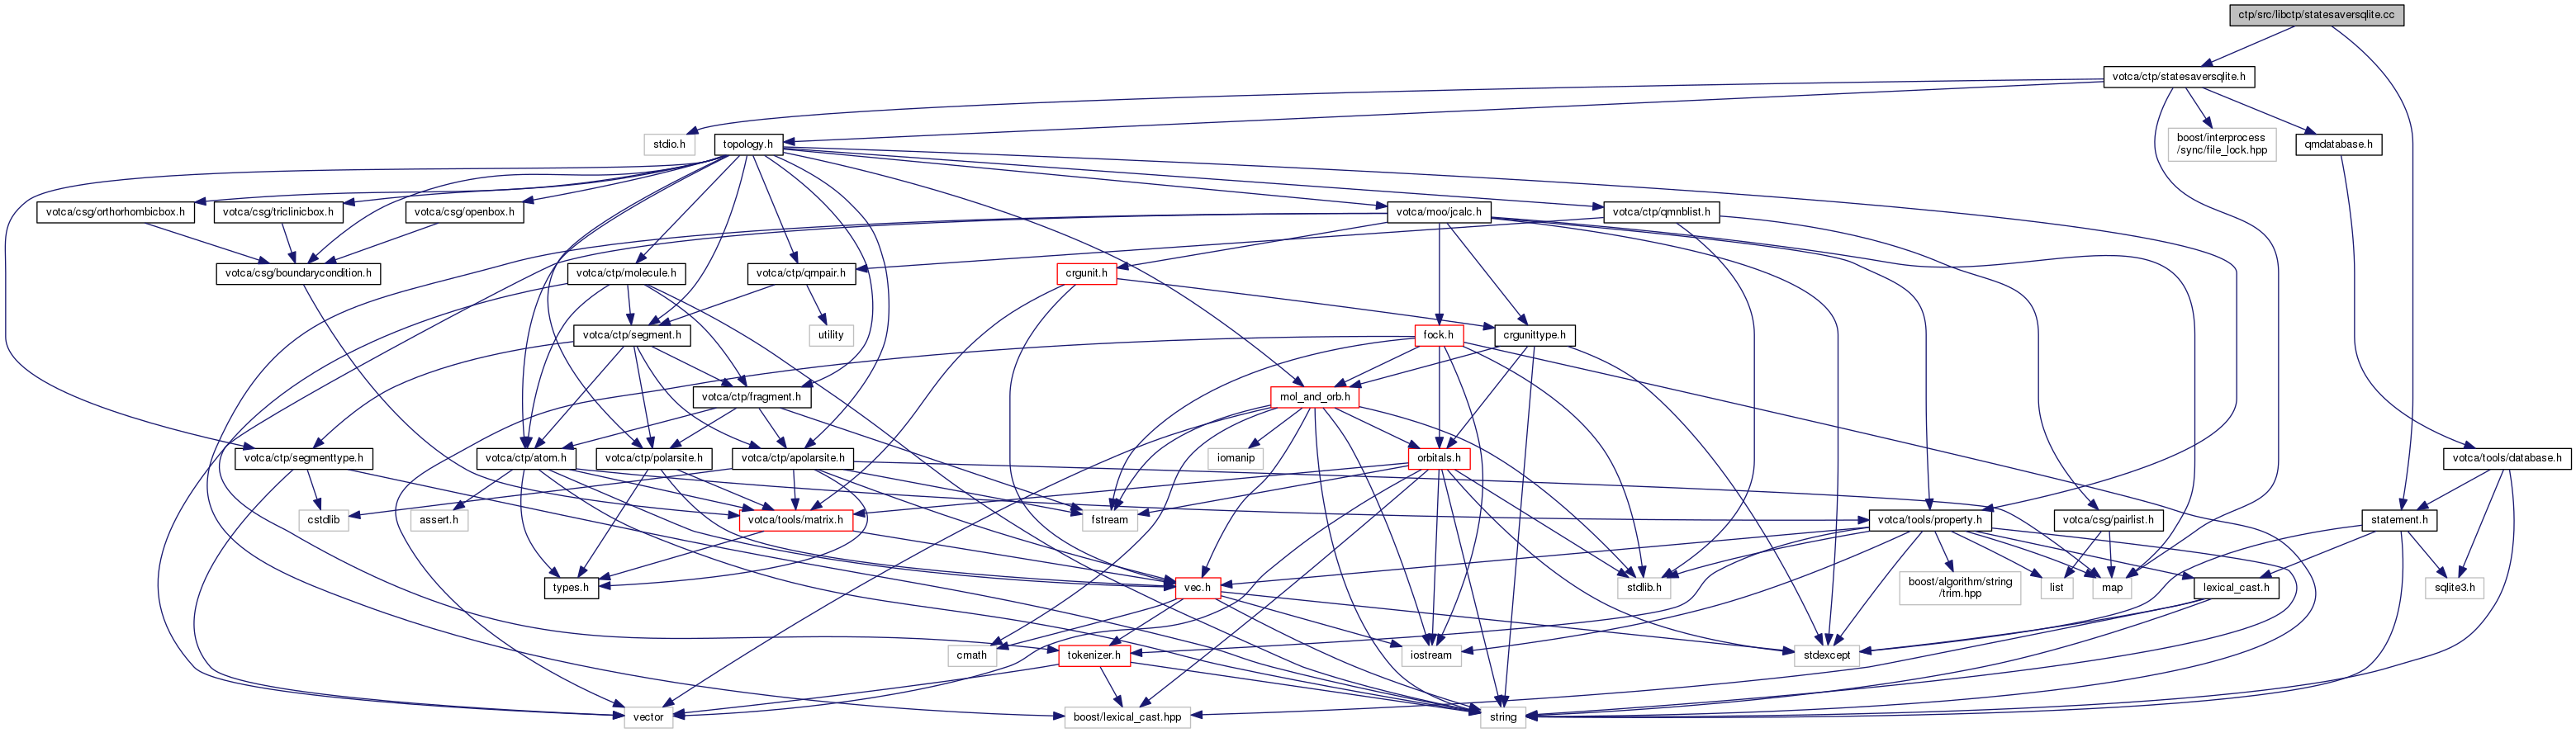 ctp/src/libctp/statesaversqlite.cc
votca/ctp/statesaversqlite.h
stdio.h
topology.h
boost/interprocess
/sync/file_lock.hpp
qmdatabase.h
votca/csg/orthorhombicbox.h
votca/csg/triclinicbox.h
votca/csg/openbox.h
votca/moo/jcalc.h
votca/ctp/qmnblist.h
votca/csg/boundarycondition.h
votca/ctp/molecule.h
votca/ctp/qmpair.h
crgunit.h
votca/ctp/segment.h
utility
fock.h
crgunittype.h
votca/ctp/fragment.h
mol_and_orb.h
votca/ctp/segmenttype.h
votca/ctp/atom.h
votca/ctp/polarsite.h
votca/ctp/apolarsite.h
iomanip
orbitals.h
votca/tools/database.h
cstdlib
assert.h
votca/tools/matrix.h
fstream
votca/tools/property.h
votca/csg/pairlist.h
statement.h
types.h
vec.h
stdlib.h
boost/algorithm/string
/trim.hpp
list
map
lexical_cast.h
sqlite3.h
cmath
tokenizer.h
iostream
stdexcept
vector
boost/lexical_cast.hpp
string